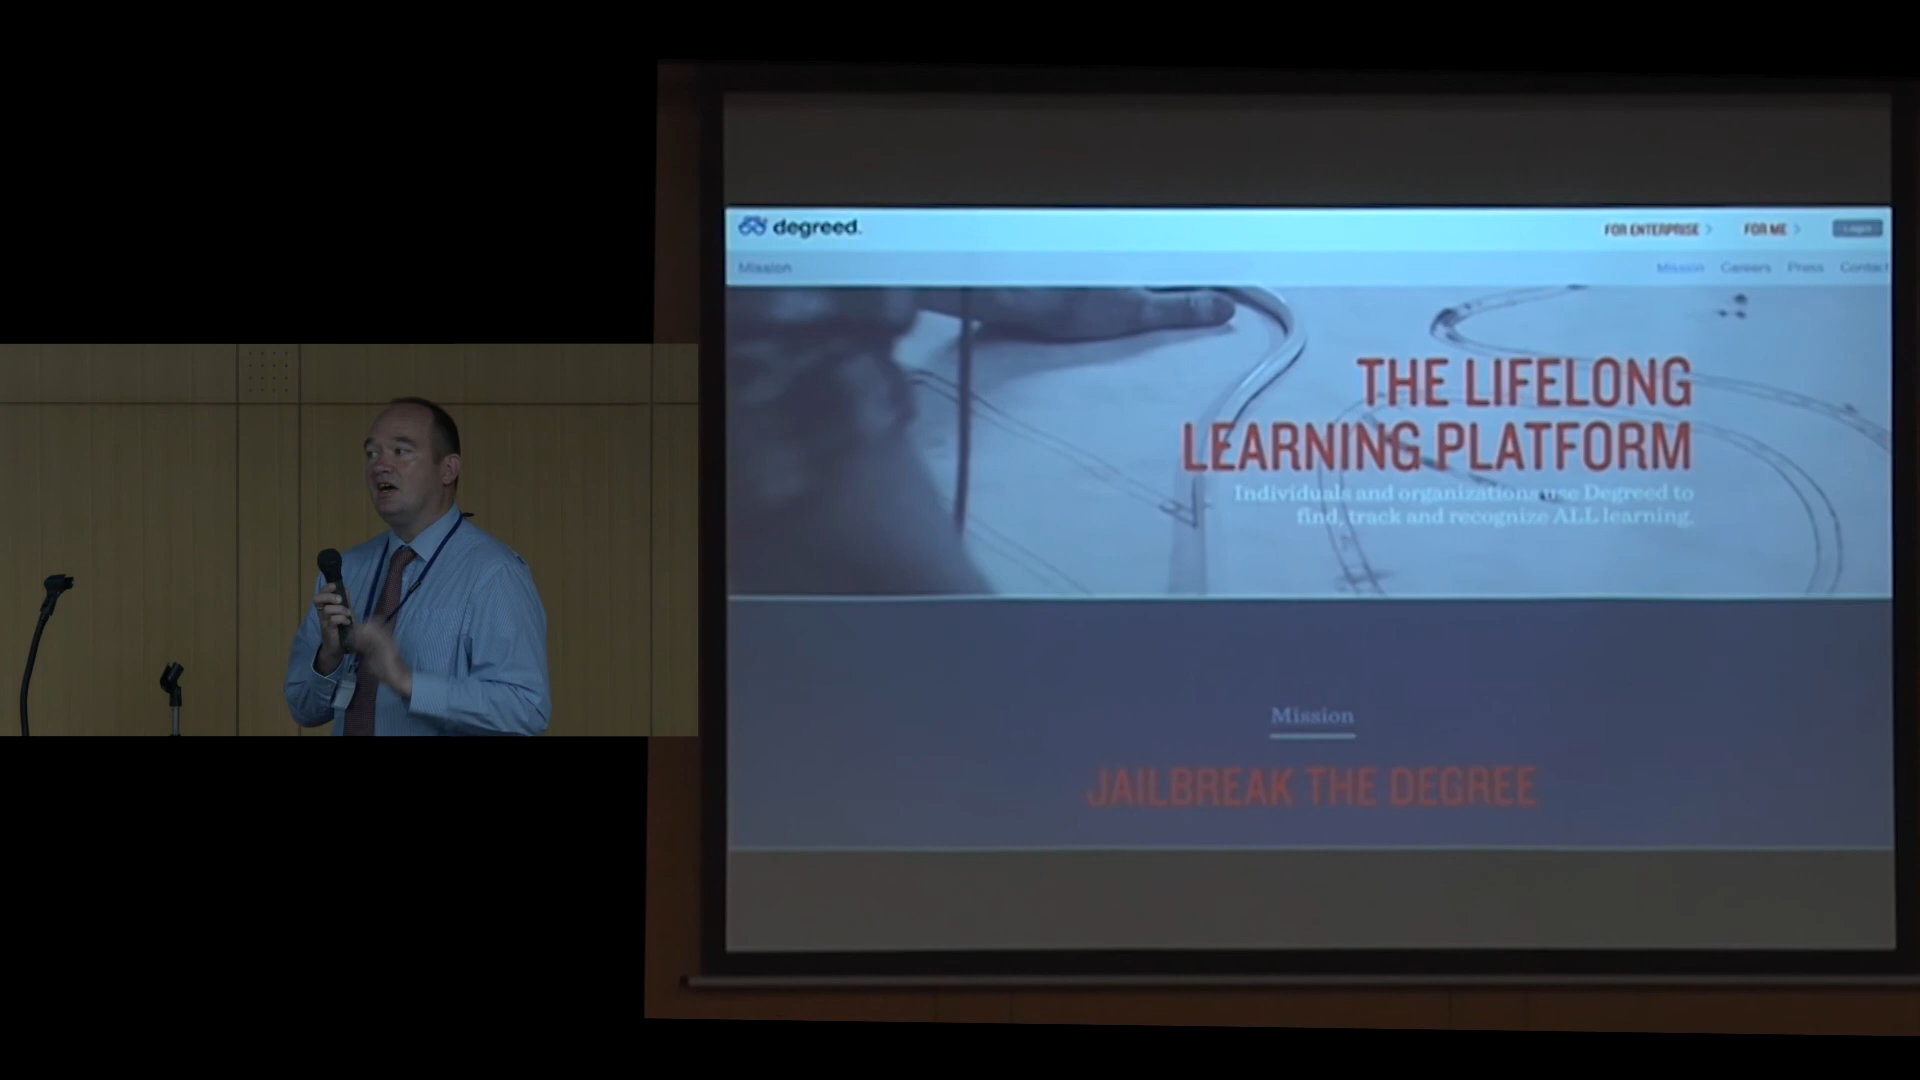 degreed.
FOR ENTERPRISE >
FOR ME >
Login
Mission
Mission
Careers
Press
Contact
THE LIFELONG
LEARNING PLATFORM
Individuals and organizations use Degreed to
find, track and recognize ALL learning.
Mission
JAILBREAK THE DEGREE